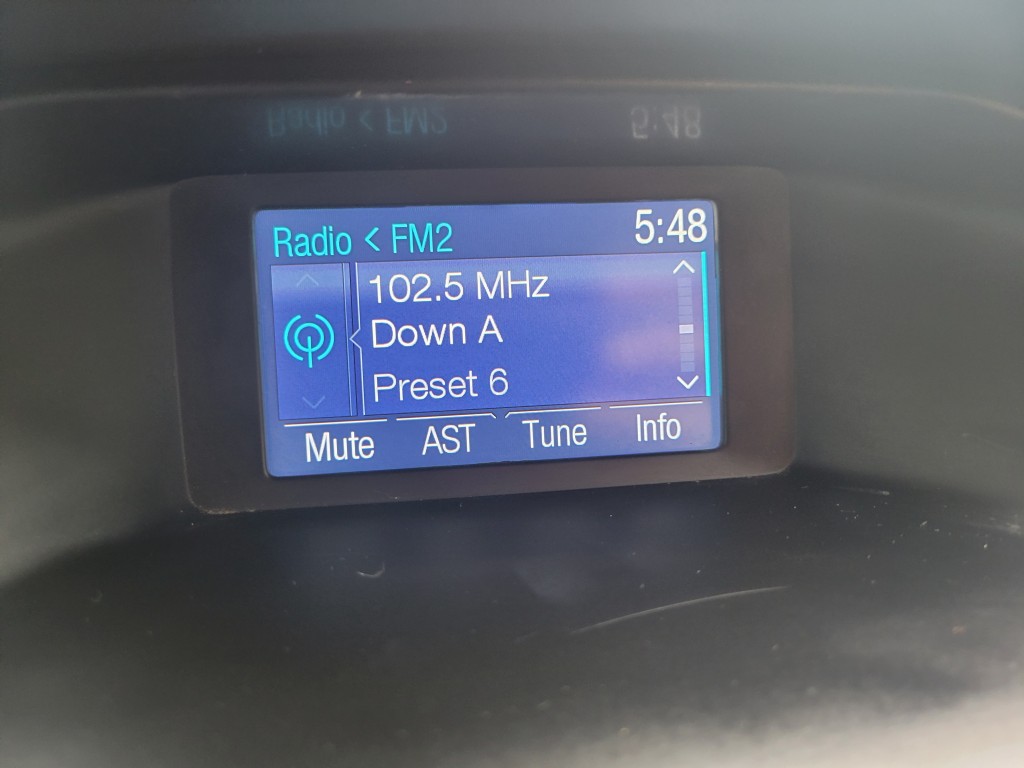 Radio < FM2 5:48
102.5 MHz
Down A
Preset 6
Mute AST Tune Info